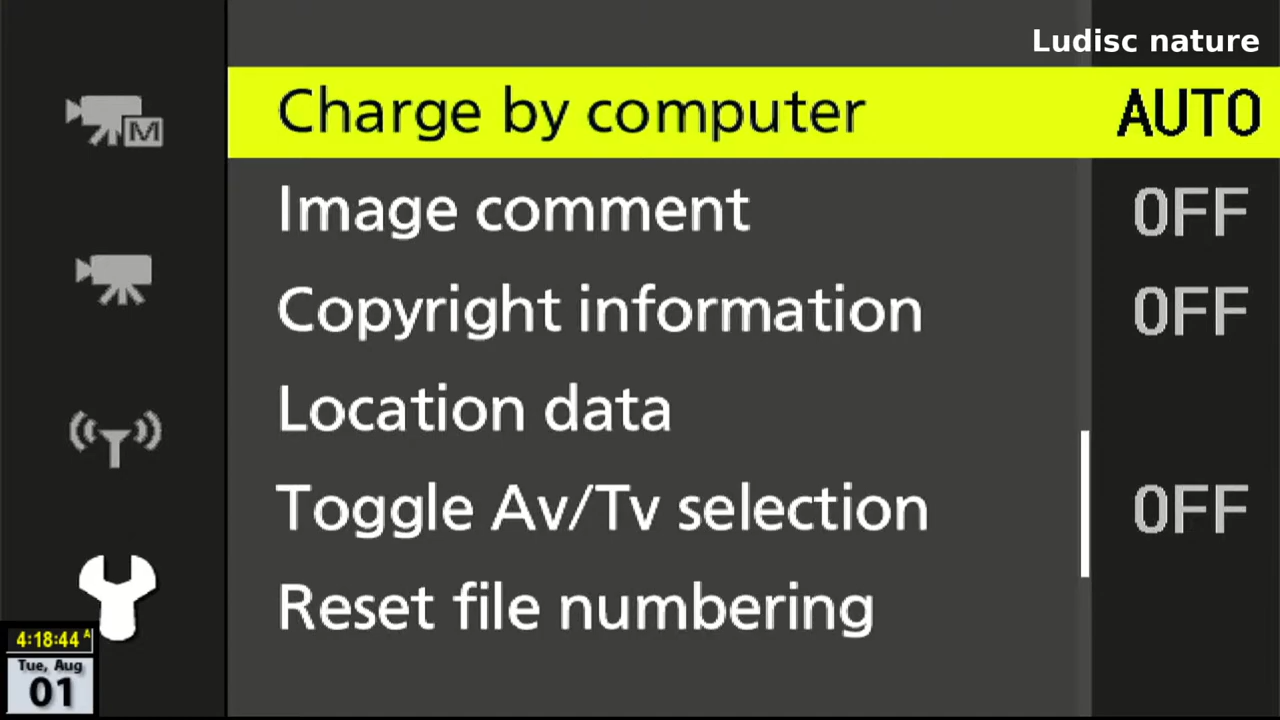 Ludisc nature
Charge by computer AUTO
Image comment OFF
Copyright information OFF
Location data
Toggle Av/Tv selection OFF
Reset file numbering
M
4:18:44 A
Tue, Aug
01